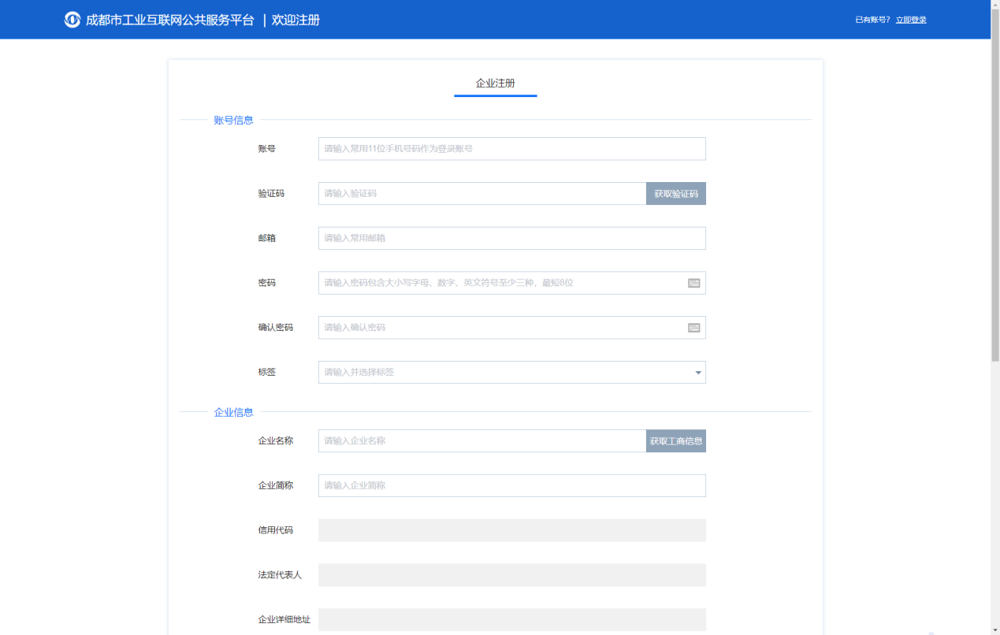 成都市工业互联网公共服务平台 | 欢迎注册
已有账号? 立即登录
企业注册
账号信息
账号 请输入常用11位手机号码作为登录账号
验证码 请输入验证码 获取验证码
邮箱 请输入常用邮箱
密码 请输入密码包含大小写字母、数字、英文符号至少三种，最短8位
确认密码 请输入确认密码
标签 请输入并选择标签
企业信息
企业名称 请输入企业名称 获取工商信息
企业简称 请输入企业简称
信用代码
法定代表人
企业详细地址